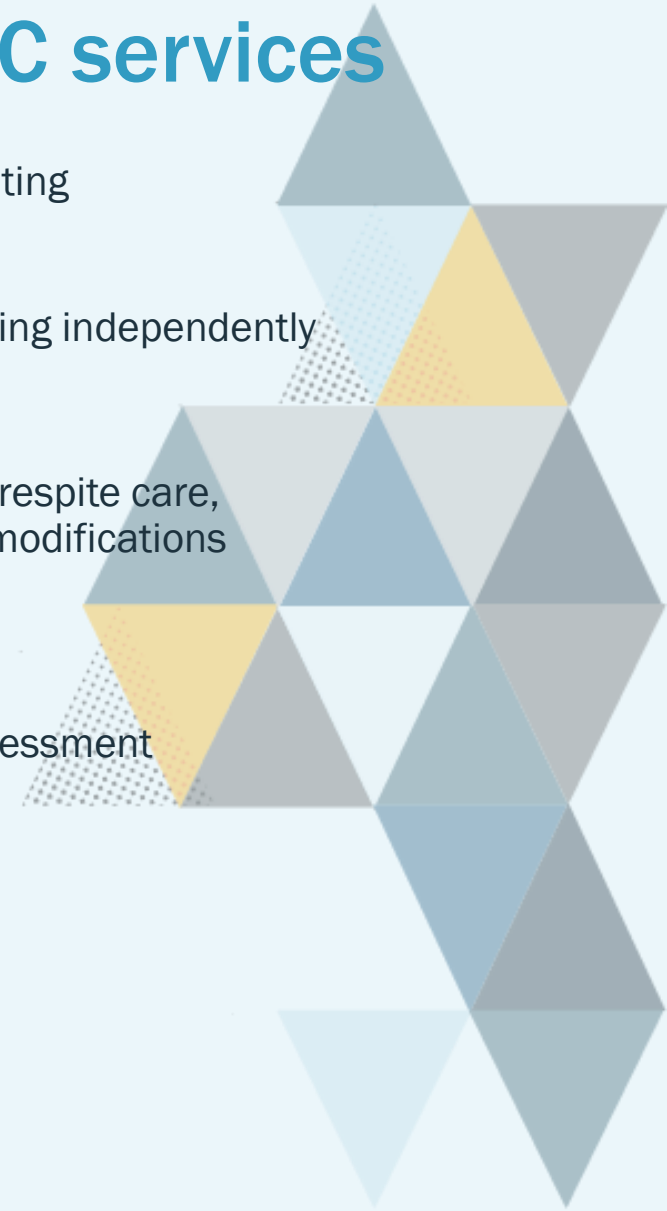 C services
ting
ing independently
respite care,
modifications
essment